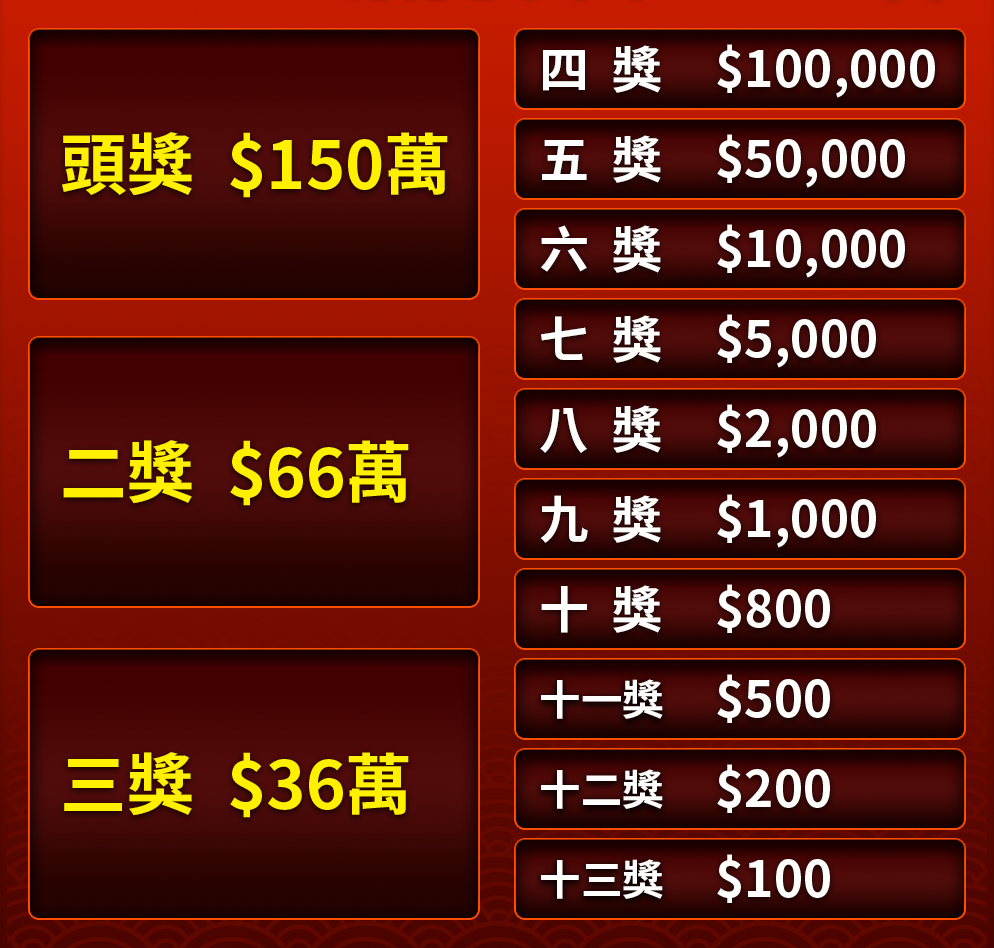 頭獎 $150萬
二獎 $66萬
三獎 $36萬
四 獎 $100,000
五 獎 $50,000
六 獎 $10,000
七 獎 $5,000
八 獎 $2,000
九 獎 $1,000
十 獎 $800
十一獎 $500
十二獎 $200
十三獎 $100